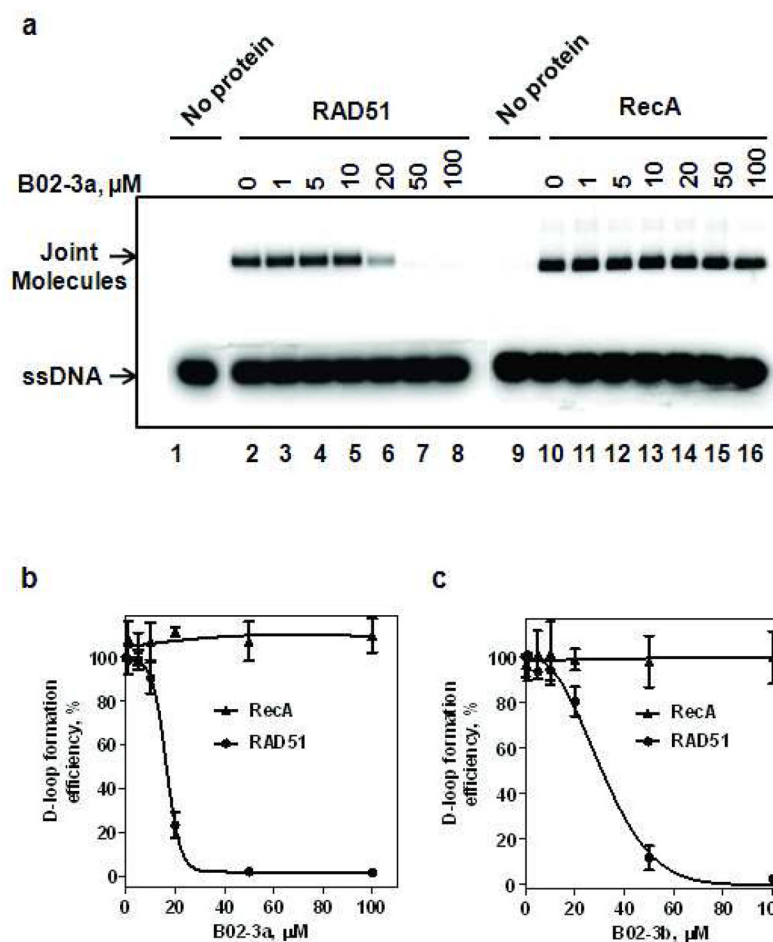 a
No protein
RAD51
No protein
RecA
B02-3a, µM 0 1 5 10 20 50 100 0 1 5 10 20 50 100
Joint
Molecules
ssDNA
1 2 3 4 5 6 7 8 9 10 11 12 13 14 15 16
b
D-loop formation
efficiency, %
100
80
60
40
20
0
RecA
RAD51
0 20 40 60 80 100
B02-3a, µM
c
D-loop formation
efficiency, %
100
80
60
40
20
0
RecA
RAD51
0 20 40 60 80 100
B02-3b, µM